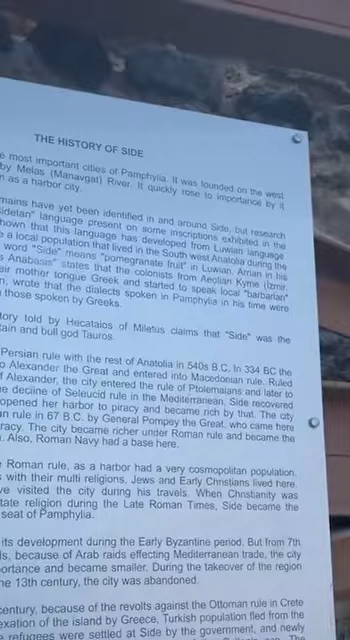 THE HISTORY OF SIDE
e most important cities of Pamphylia. It was founded on the west
by Melas (Manavgat) River. It quickly rose to importance by it
n as a harbor city.
mains have yet been identified in and around Side, but research
idetan" language present on some inscriptions exhibited in the
hown that this language has developed from Luwian language
e a local population that lived in the South west Anatolia during the
word "Side" means "pomegranate fruit" in Luwian. Arrian in his
s Anabasis" states that the colonists from Aeolian Kyme (İzmir,
eir mother tongue Greek and started to speak local "barbarian"
n, wrote that the dialects spoken in Pamphylia in his time were
those spoken by Greeks.
tory told by Hecataios of Miletus claims that "Side" was the
tain and bull god Tauros.
Persian rule with the rest of Anatolia in 540s B.C. In 334 BC the
o Alexander the Great and entered into Macedonian rule. Ruled
f Alexander, the city entered the rule of Ptolemaians and later to
e decline of Seleucid rule in the Mediterranean, Side recovered
opened her harbor to piracy and became rich by that. The city
an rule in 67 B.C. by General Pompey the Great, who came here
racy. The city became richer under Roman rule and became the
. Also, Roman Navy had a base here.
e Roman rule, as a harbor had a very cosmopolitan population.
s with their multi religions. Jews and Early Christians lived here.
ve visited the city during his travels. When Christianity was
tate religion during the Late Roman Times, Side became the
seat of Pamphylia.
its development during the Early Byzantine period. But from 7th
ls, because of Arab raids effecting Mediterranean trade, the city
portance and became smaller. During the takeover of the region
he 13th century, the city was abandoned.
century, because of the revolts against the Ottoman rule in Crete
exation of the island by Greece, Turkish population fled from the
e refugees were settled at Side by the government, and newly
The